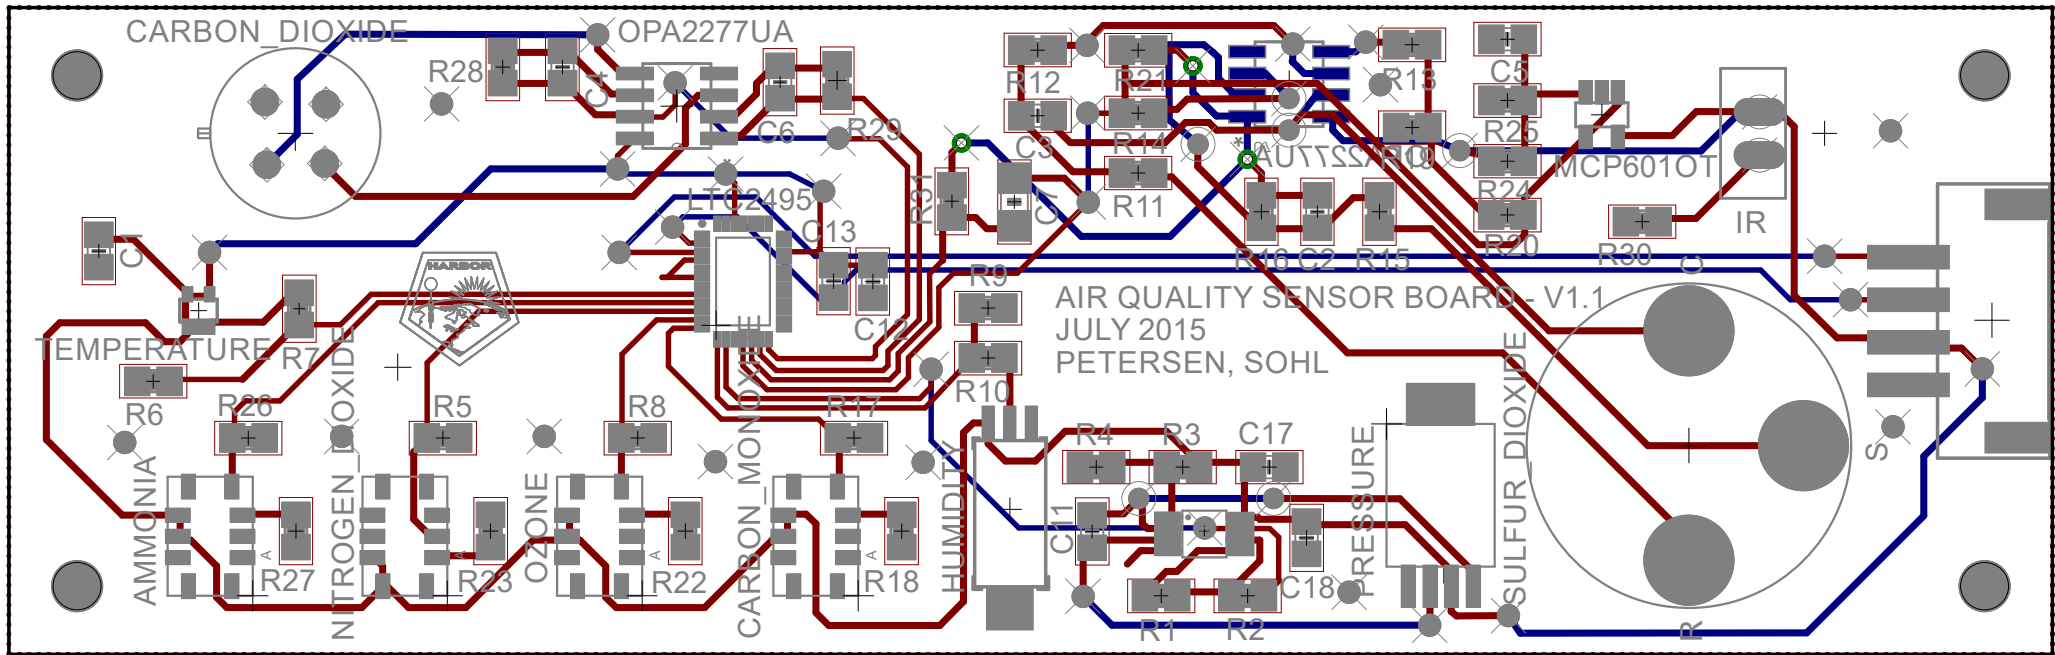 CARBON_DIOXIDE
OPA2277UA
R28
C4
C6
R29
R12
R21
R13
C5
C3
R14
R25
OPA2277UA
R19
MCP601OT
R24
R31
C7
R11
LTC2495
C13
R16
C2
R15
R20
R30
IR
C1
HARBOR
C12
R9
AIR QUALITY SENSOR BOARD - V1.1
JULY 2015
PETERSEN, SOHL
TEMPERATURE
R7
R10
R6
R26
R5
R8
R17
R4
R3
C17
C
S
R
AMMONIA
NITROGEN_DIOXIDE
OZONE
CARBON_MONOXIDE
HUMIDITY
C11
PRESSURE
SULFUR_DIOXIDE
A
A
A
R27
R23
R22
R18
C18
R1
R2